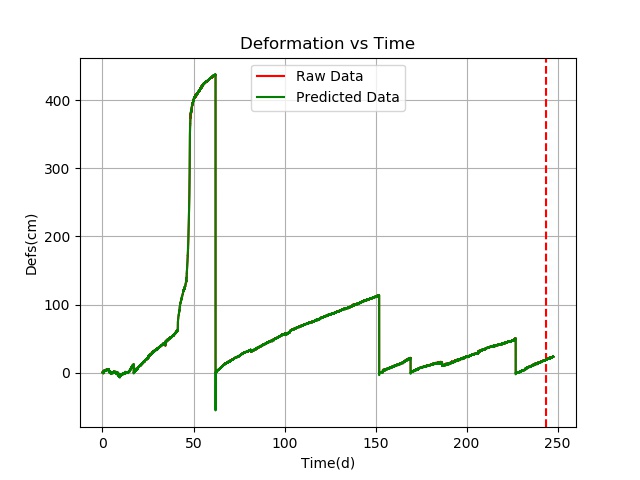 Deformation vs Time
Raw Data
Predicted Data
Defs(cm)
400
300
200
100
0
0 50 100 150 200 250
Time(d)